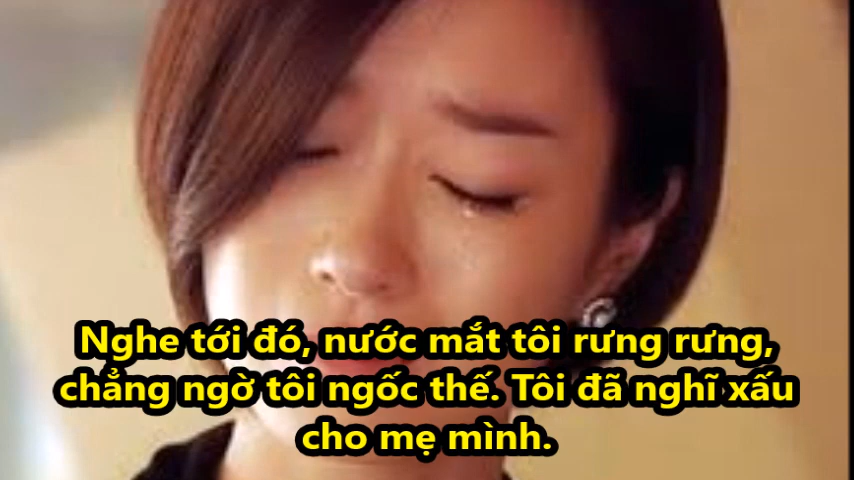 Nghe tới đó, nước mắt tôi rưng rưng,
chẳng ngờ tôi ngốc thế. Tôi đã nghĩ xấu
cho mẹ mình.